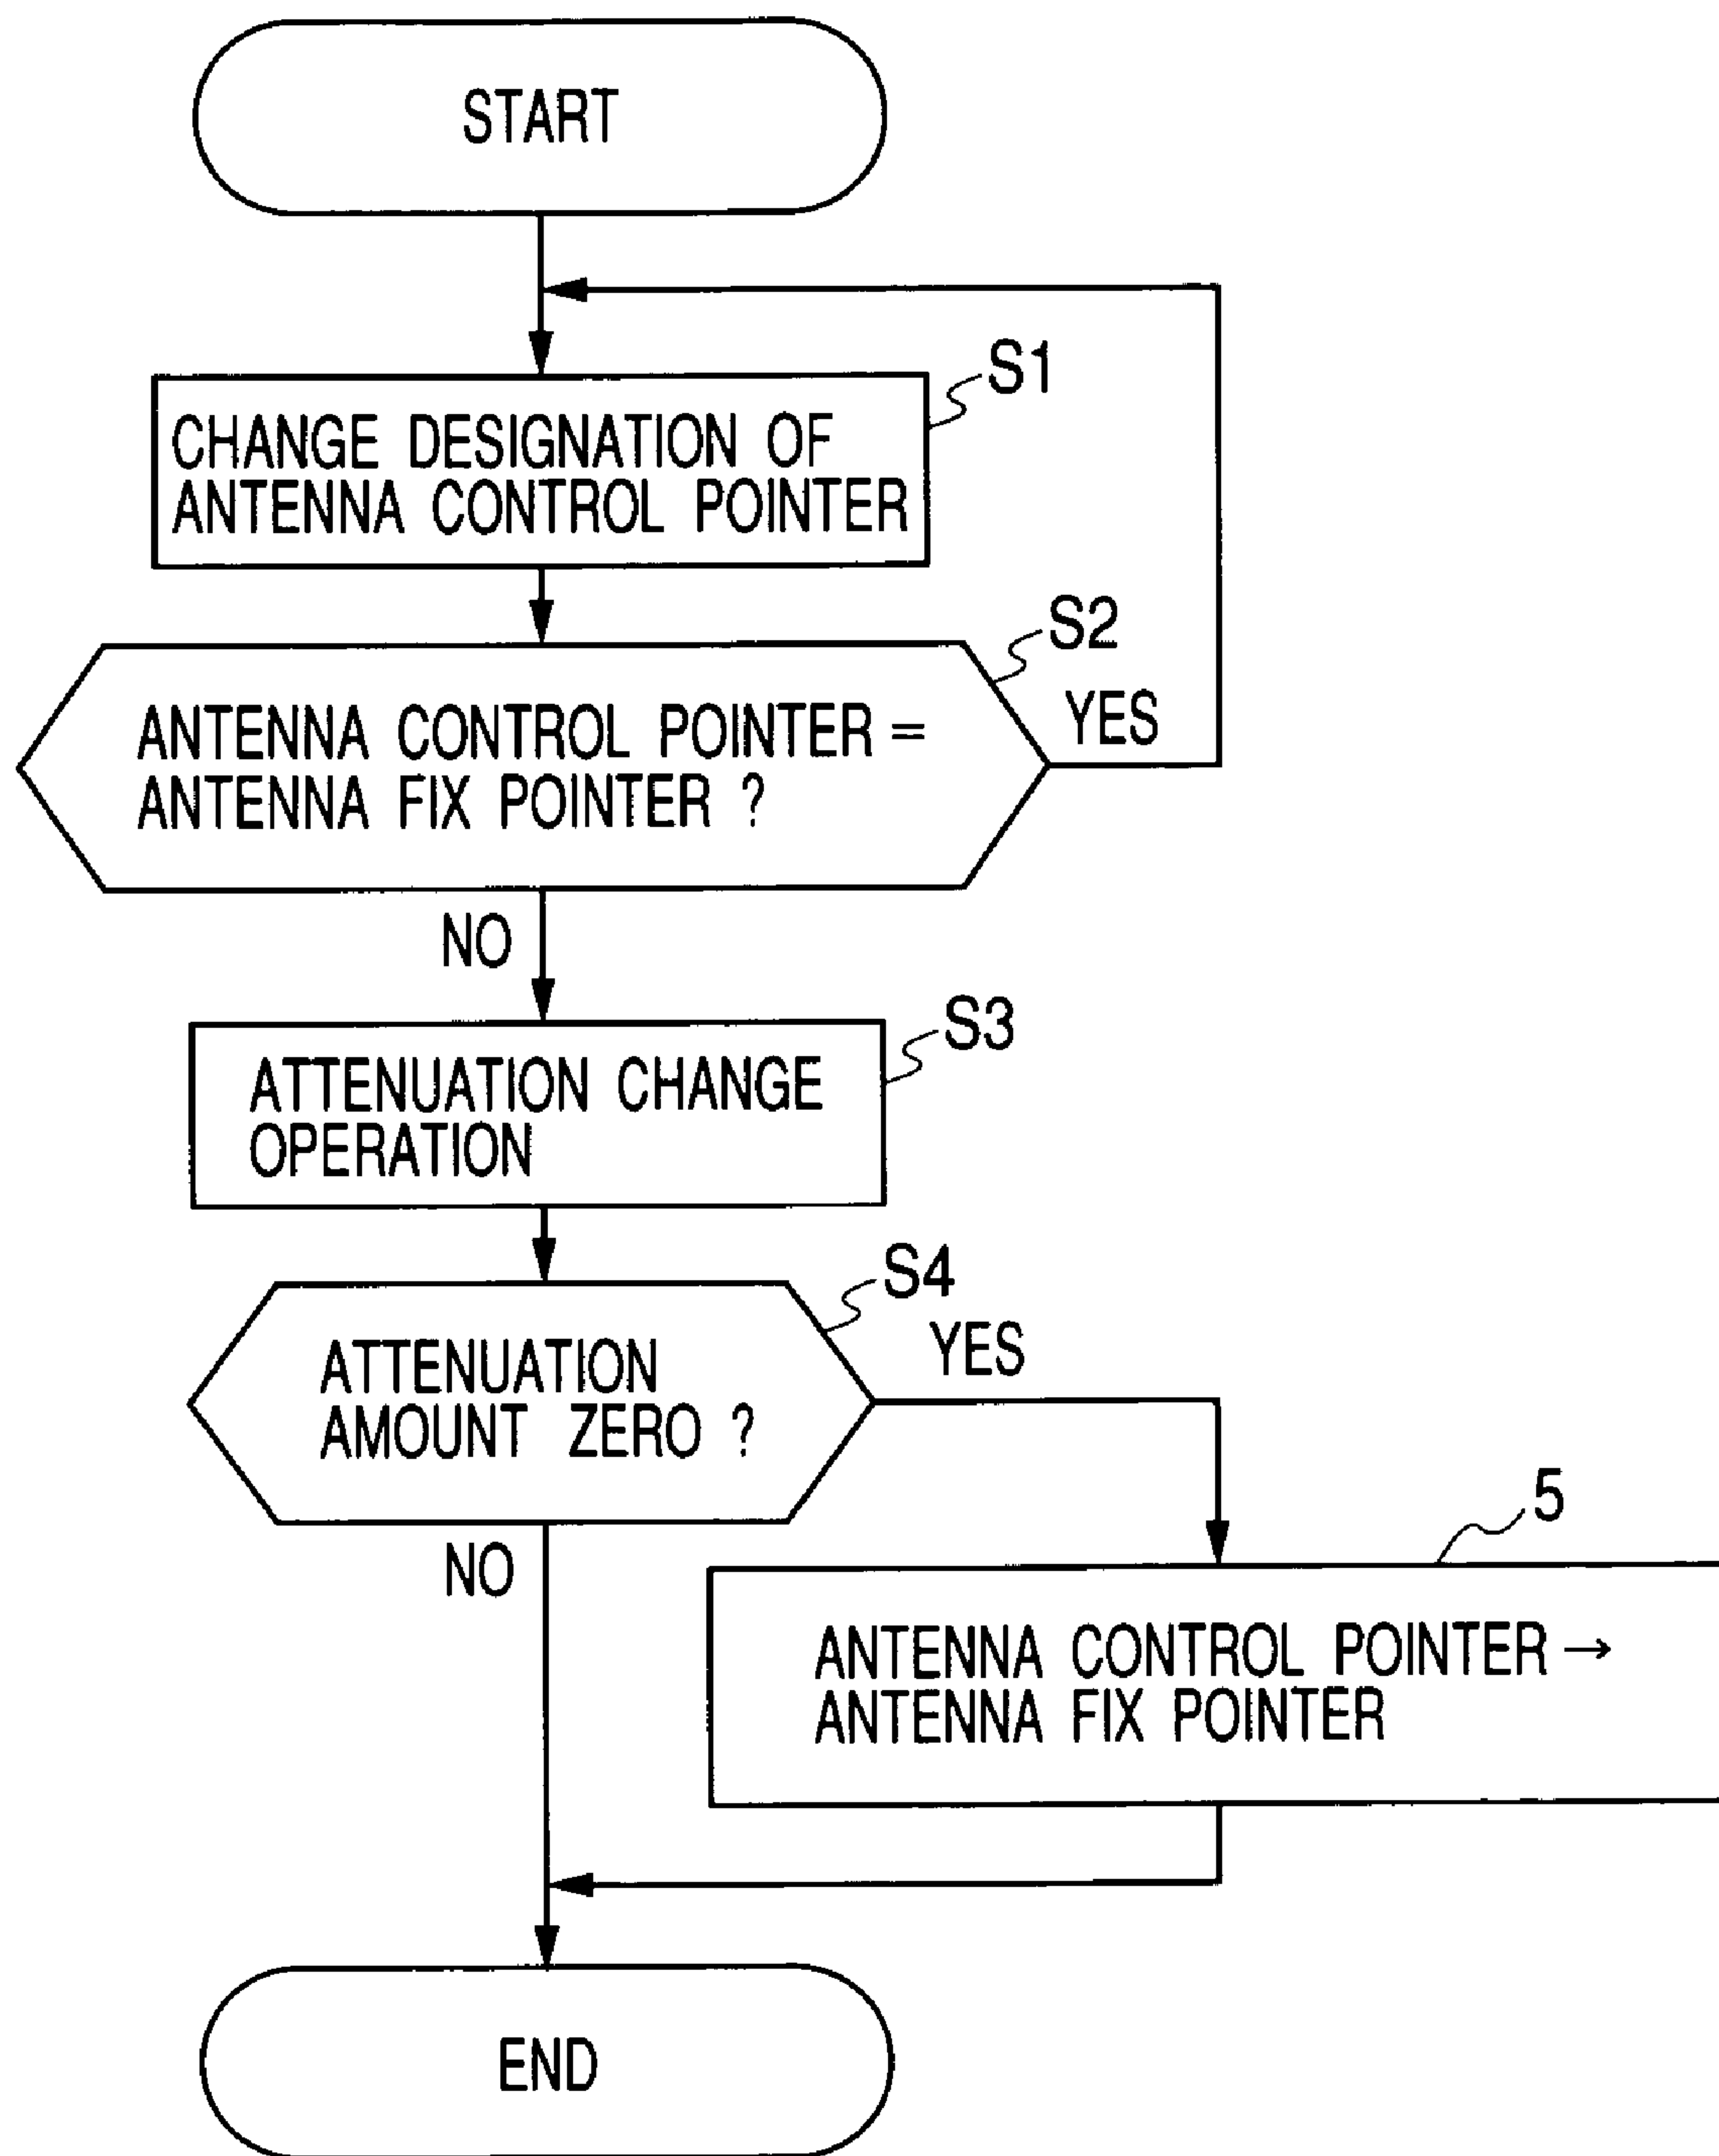 START
S1
CHANGE DESIGNATION OF
ANTENNA CONTROL POINTER
S2
ANTENNA CONTROL POINTER =
ANTENNA FIX POINTER ?
YES
NO
S3
ATTENUATION CHANGE
OPERATION
S4
ATTENUATION
AMOUNT ZERO ?
YES
NO
5
ANTENNA CONTROL POINTER →
ANTENNA FIX POINTER
END